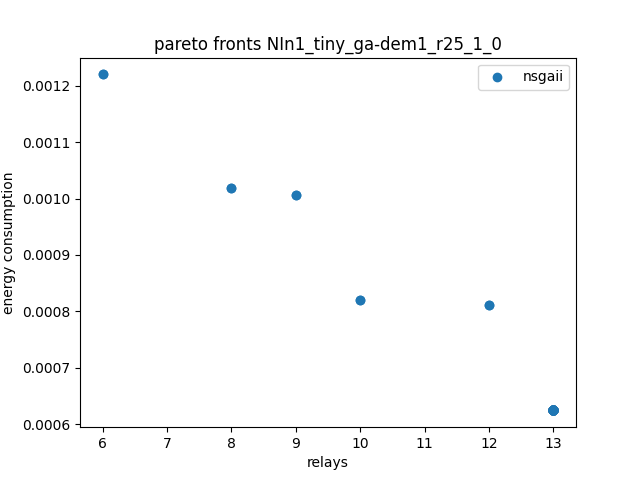 pareto fronts NIn1_tiny_ga-dem1_r25_1_0
nsgaii
0.0012
0.0011
0.0010
0.0009
0.0008
0.0007
0.0006
energy consumption
6 7 8 9 10 11 12 13
relays